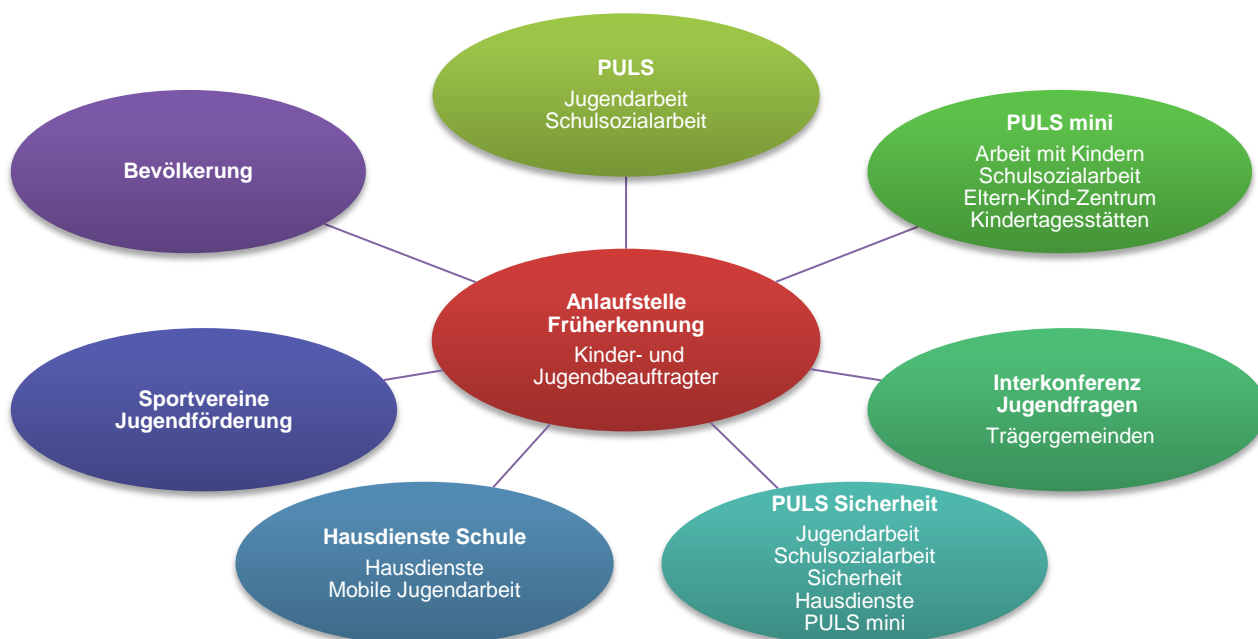 PULS
Jugendarbeit
Schulsozialarbeit
PULS mini
Arbeit mit Kindern
Schulsozialarbeit
Eltern-Kind-Zentrum
Kindertagesstätten
Bevölkerung
Anlaufstelle
Früherkennung
Kinder- und
Jugendbeauftragter
Interkonferenz
Jugendfragen
Trägergemeinden
Sportvereine
Jugendförderung
PULS Sicherheit
Jugendarbeit
Schulsozialarbeit
Sicherheit
Hausdienste
PULS mini
Hausdienste Schule
Hausdienste
Mobile Jugendarbeit